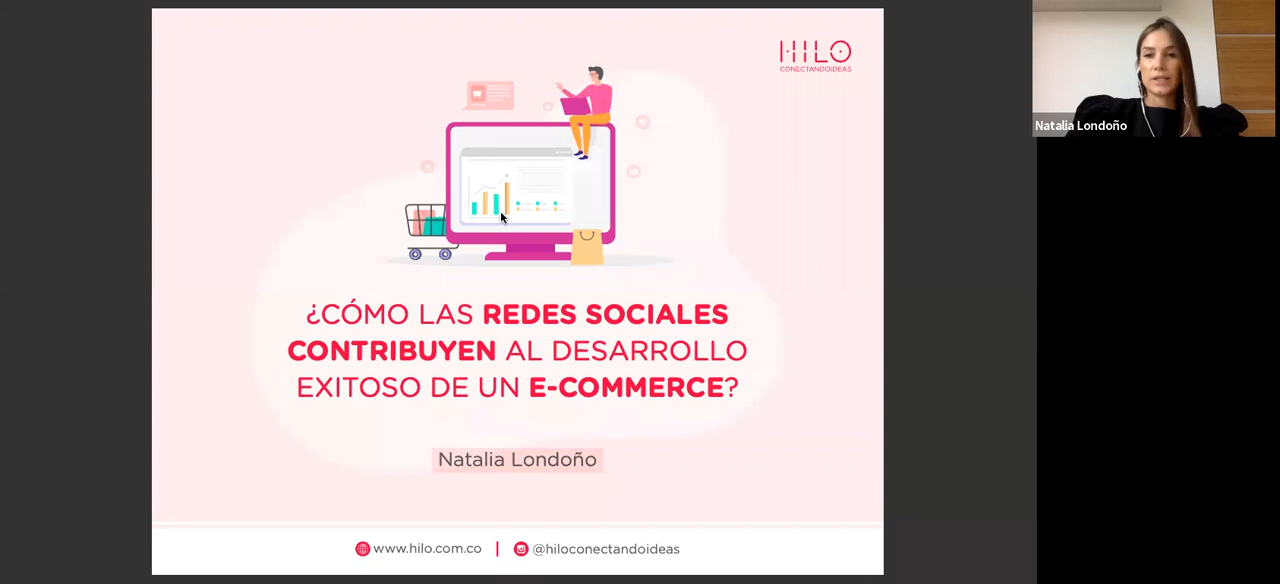 HILO
CONECTANDOIDEAS
Natalia Londoño
¿CÓMO LAS REDES SOCIALES
CONTRIBUYEN AL DESARROLLO
EXITOSO DE UN E-COMMERCE?
Natalia Londoño
www.hilo.com.co | @hiloconectandoideas